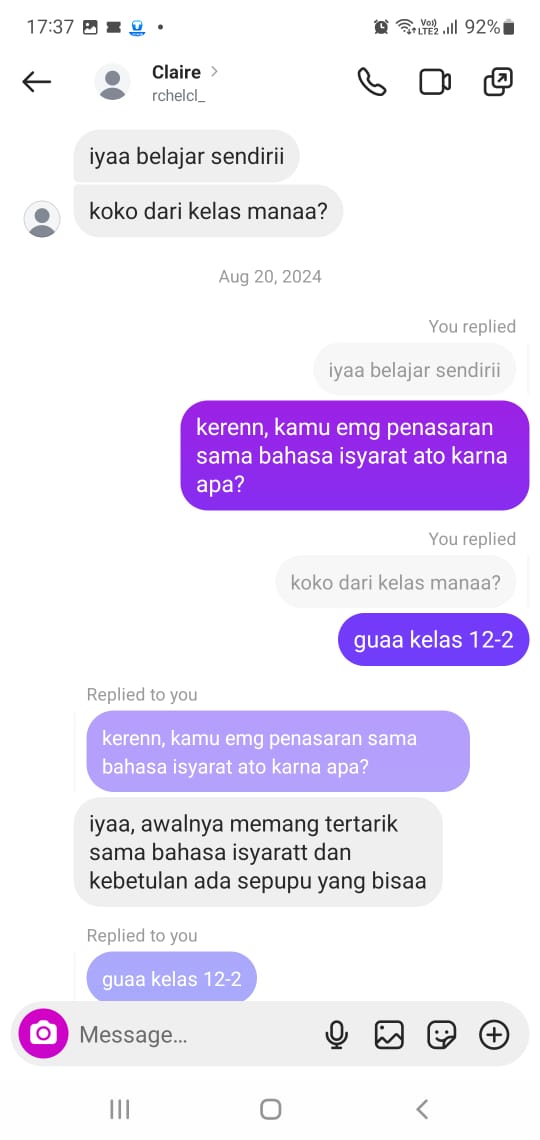 17:37
Vo))
LTE2
92%
Claire
rchelcl_
iyaa belajar sendirii
koko dari kelas manaa?
Aug 20, 2024
You replied
iyaa belajar sendirii
kerenn, kamu emg penasaran
sama bahasa isyarat ato karna
apa?
You replied
koko dari kelas manaa?
guaa kelas 12-2
Replied to you
kerenn, kamu emg penasaran sama
bahasa isyarat ato karna apa?
iyaa, awalnya memang tertarik
sama bahasa isyaratt dan
kebetulan ada sepupu yang bisaa
Replied to you
guaa kelas 12-2
Message...